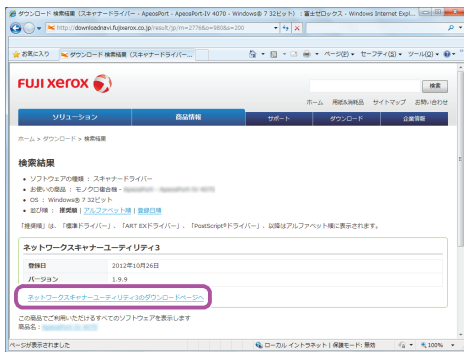 ダウンロード 検索結果 (スキャナードライバー - ApeosPort - ApeosPort-IV 4070 - Windows® 7 32ビット) : 富士ゼロックス - Windows Internet Expl...
http://downloadnavi.fujixerox.co.jp/result/jp/m=2776&o=980&s=200
お気に入り
ダウンロード 検索結果 (スキャナードライバー...
ページ(P) セーフティ(S) ツール(O)
FUJI XEROX
検索
ホーム 用紙&消耗品 サイトマップ お問い合わせ
ソリューション 商品情報 サポート ダウンロード 企業情報
ホーム > ダウンロード > 検索結果
検索結果
• ソフトウェアの種類 : スキャナードライバー
• お使いの商品 : モノクロ複合機 -
• OS : Windows® 7 32ビット
• 並び順 : 推奨順 | アルファベット順 | 登録日順
「推奨順」は、「標準ドライバー」、「ART EXドライバー」、「PostScript®ドライバー」、以降はアルファベット順に表示されます。
ネットワークスキャナーユーティリティ3
登録日 2012年10月26日
バージョン 1.9.9
ネットワークスキャナーユーティリティ3のダウンロードページへ
この商品でご利用いただけるすべてのソフトウェアを表示します
商品名 :
ページが表示されました
ローカル イントラネット | 保護モード: 無効
100%